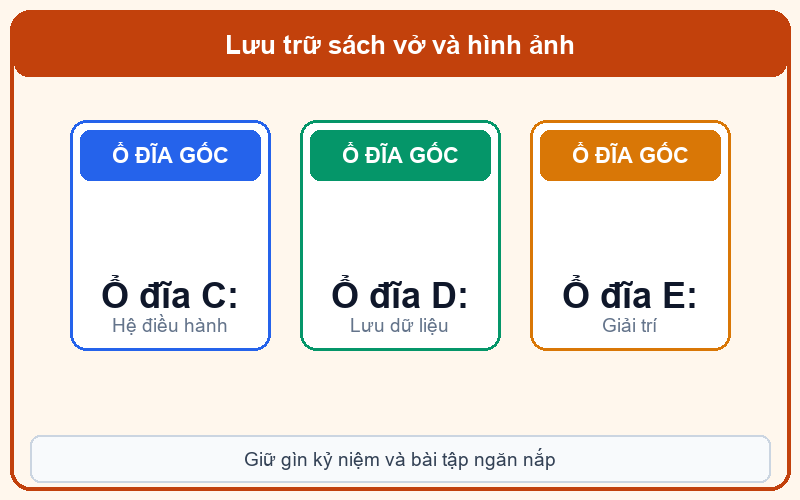 Lưu trữ sách vở và hình ảnh
Ổ ĐĨA GỐC
Ổ đĩa C:
Hệ điều hành
Ổ ĐĨA GỐC
Ổ đĩa D:
Lưu dữ liệu
Ổ ĐĨA GỐC
Ổ đĩa E:
Giải trí
Giữ gìn kỷ niệm và bài tập ngăn nắp